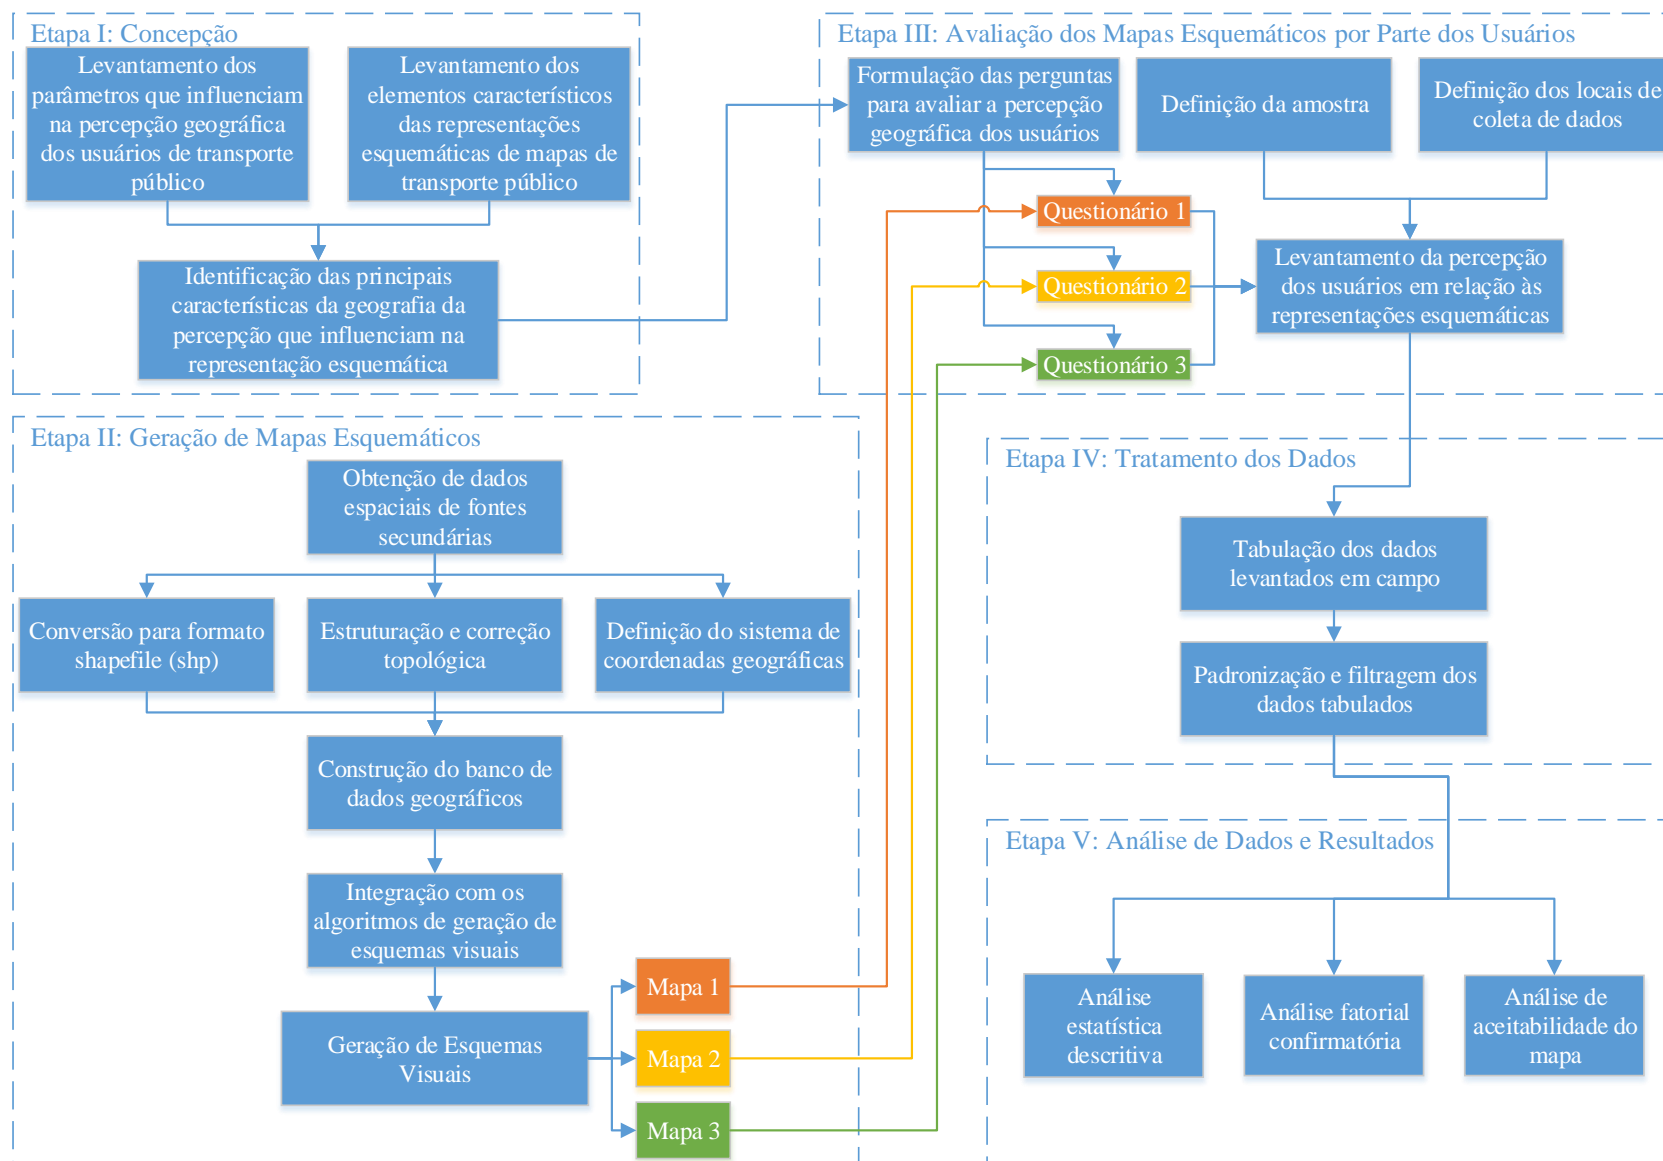 Etapa I: Concepção
Levantamento dos
parâmetros que influenciam
na percepção geográfica
dos usuários de transporte
público
Levantamento dos
elementos característicos
das representações
esquemáticas de mapas de
transporte público
Identificação das principais
características da geografia da
percepção que influenciam na
representação esquemática
Etapa II: Geração de Mapas Esquemáticos
Obtenção de dados
espaciais de fontes
secundárias
Conversão para formato
shapefile (shp)
Estruturação e correção
topológica
Definição do sistema de
coordenadas geográficas
Construção do banco de
dados geográficos
Integração com os
algoritmos de geração de
esquemas visuais
Geração de Esquemas
Visuais
Mapa 1
Mapa 2
Mapa 3
Etapa III: Avaliação dos Mapas Esquemáticos por Parte dos Usuários
Formulação das perguntas
para avaliar a percepção
geográfica dos usuários
Definição da amostra
Definição dos locais de
coleta de dados
Questionário 1
Questionário 2
Questionário 3
Levantamento da percepção
dos usuários em relação às
representações esquemáticas
Etapa IV: Tratamento dos Dados
Tabulação dos dados
levantados em campo
Padronização e filtragem dos
dados tabulados
Etapa V: Análise de Dados e Resultados
Análise
estatística
descritiva
Análise fatorial
confirmatória
Análise de
aceitabilidade do
mapa